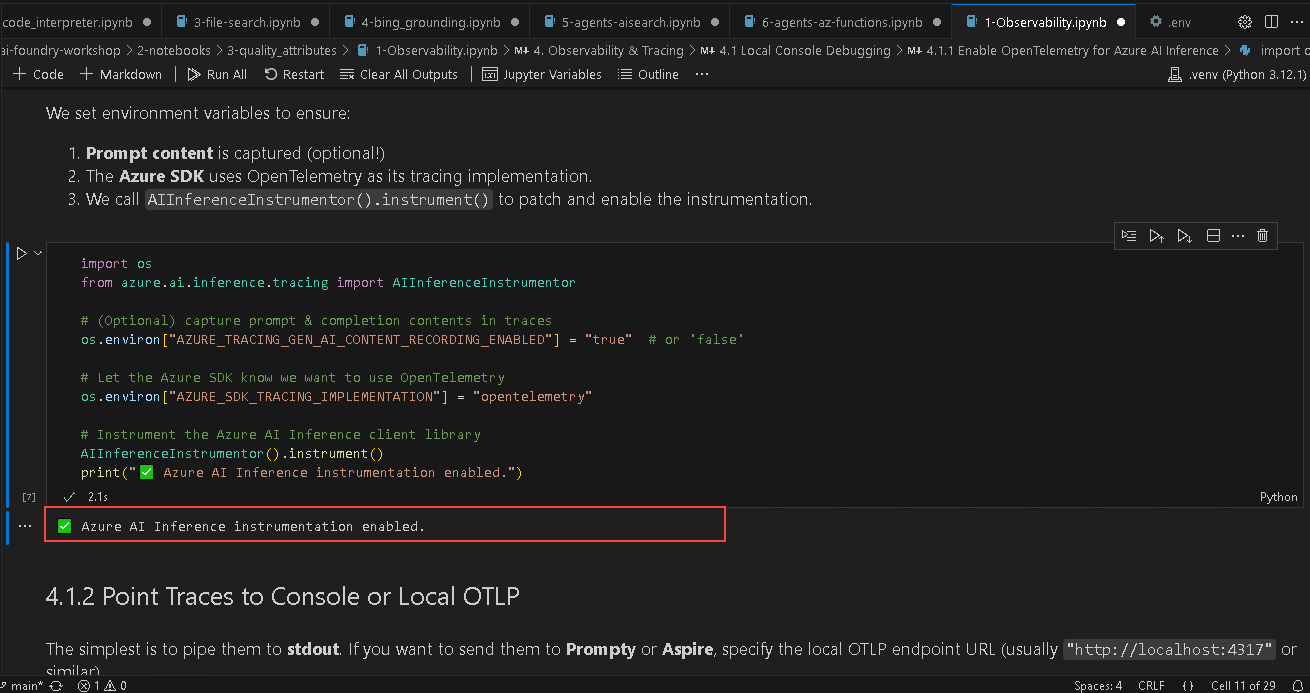 code_interpreter.ipynb ● 3-file-search.ipynb ● 4-bing_grounding.ipynb ● 5-agents-aisearch.ipynb ● 6-agents-az-functions.ipynb ● 1-Observability.ipynb ● .env ···
ai-foundry-workshop > 2-notebooks > 3-quality_attributes > 1-Observability.ipynb > M↓ 4. Observability & Tracing > M↓ 4.1 Local Console Debugging > M↓ 4.1.1 Enable OpenTelemetry for Azure AI Inference > import o
+ Code + Markdown | Run All Restart Clear All Outputs | Jupyter Variables Outline ··· .venv (Python 3.12.1)
We set environment variables to ensure:
1. Prompt content is captured (optional!)
2. The Azure SDK uses OpenTelemetry as its tracing implementation.
3. We call AIInferenceInstrumentor().instrument() to patch and enable the instrumentation.
import os
from azure.ai.inference.tracing import AIInferenceInstrumentor
# (Optional) capture prompt & completion contents in traces
os.environ["AZURE_TRACING_GEN_AI_CONTENT_RECORDING_ENABLED"] = "true" # or 'false'
# Let the Azure SDK know we want to use OpenTelemetry
os.environ["AZURE_SDK_TRACING_IMPLEMENTATION"] = "opentelemetry"
# Instrument the Azure AI Inference client library
AIInferenceInstrumentor().instrument()
print("✅ Azure AI Inference instrumentation enabled.")
[7] ✓ 2.1s Python
··· ✅ Azure AI Inference instrumentation enabled.
4.1.2 Point Traces to Console or Local OTLP
The simplest is to pipe them to stdout. If you want to send them to Prompty or Aspire, specify the local OTLP endpoint URL (usually "http://localhost:4317" or
similar)
main* 1 0 Spaces: 4 CRLF {} Cell 11 of 29